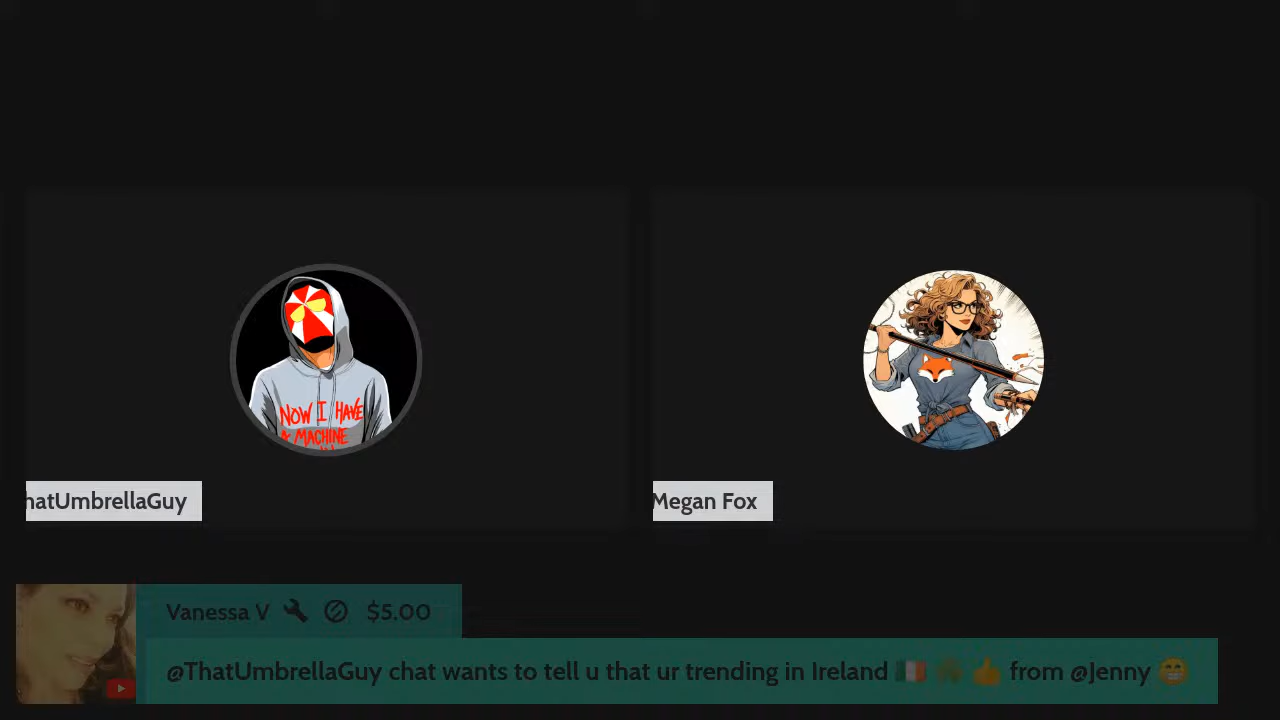 NOW I HAVE
A MACHINE
hatUmbrellaGuy
Megan Fox
Vanessa V $5.00
@ThatUmbrellaGuy chat wants to tell u that ur trending in Ireland 🇮🇪 ☘️ 👍 from @Jenny 😁